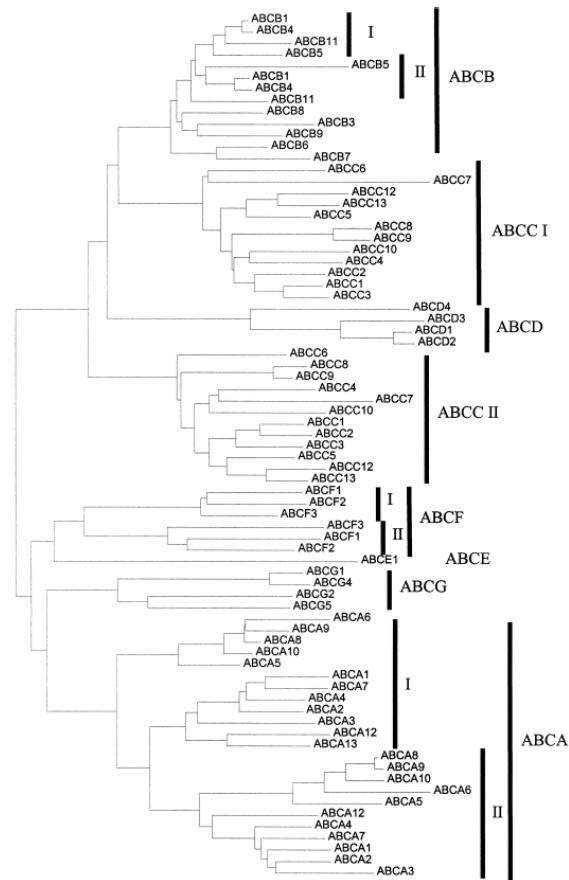 ABCB1
ABCB4
ABCB11
ABCB5
I
ABCB5
ABCB1
ABCB4
ABCB11
II
ABCB8
ABCB3
ABCB9
ABCB6
ABCB7
ABCB
ABCC6
ABCC7
ABCC12
ABCC13
ABCC5
ABCC8
ABCC9
ABCC10
ABCC4
ABCC2
ABCC1
ABCC3
ABCC I
ABCD4
ABCD3
ABCD1
ABCD2
ABCD
ABCC6
ABCC8
ABCC9
ABCC4
ABCC7
ABCC10
ABCC1
ABCC2
ABCC3
ABCC5
ABCC12
ABCC13
ABCC II
ABCF1
ABCF2
ABCF3
I
ABCF3
ABCF1
ABCF2
II
ABCF
ABCE1
ABCE
ABCG1
ABCG4
ABCG2
ABCG5
ABCG
ABCA6
ABCA9
ABCA8
ABCA10
ABCA5
ABCA1
ABCA7
ABCA4
ABCA2
ABCA3
ABCA12
ABCA13
I
ABCA8
ABCA9
ABCA10
ABCA6
ABCA5
ABCA12
ABCA4
ABCA7
ABCA1
ABCA2
ABCA3
II
ABCA